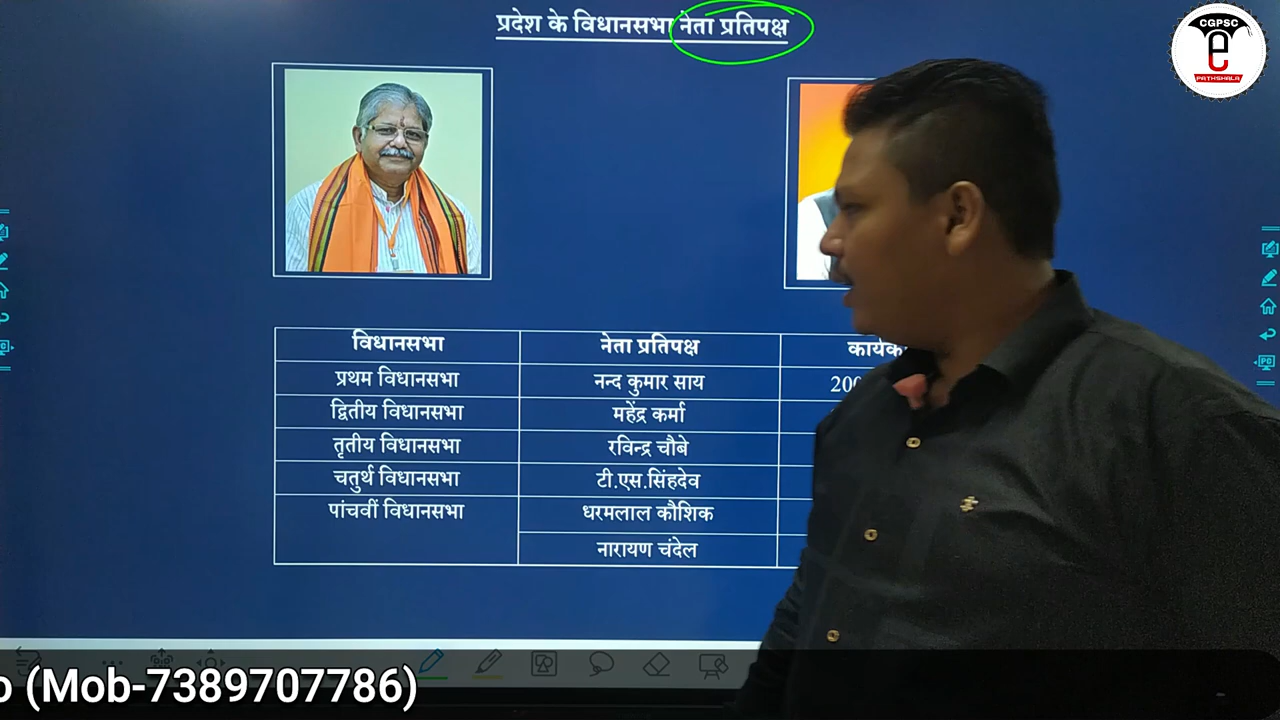 प्रदेश के विधानसभा नेता प्रतिपक्ष
CGPSC
e
PATHSHALA
विधानसभा नेता प्रतिपक्ष
प्रथम विधानसभा नन्द कुमार साय
द्वितीय विधानसभा महेंद्र कर्मा
तृतीय विधानसभा रविन्द्र चौबे
चतुर्थ विधानसभा टी.एस.सिंहदेव
पांचवीं विधानसभा धरमलाल कौशिक
नारायण चंदेल
(Mob-7389707786)